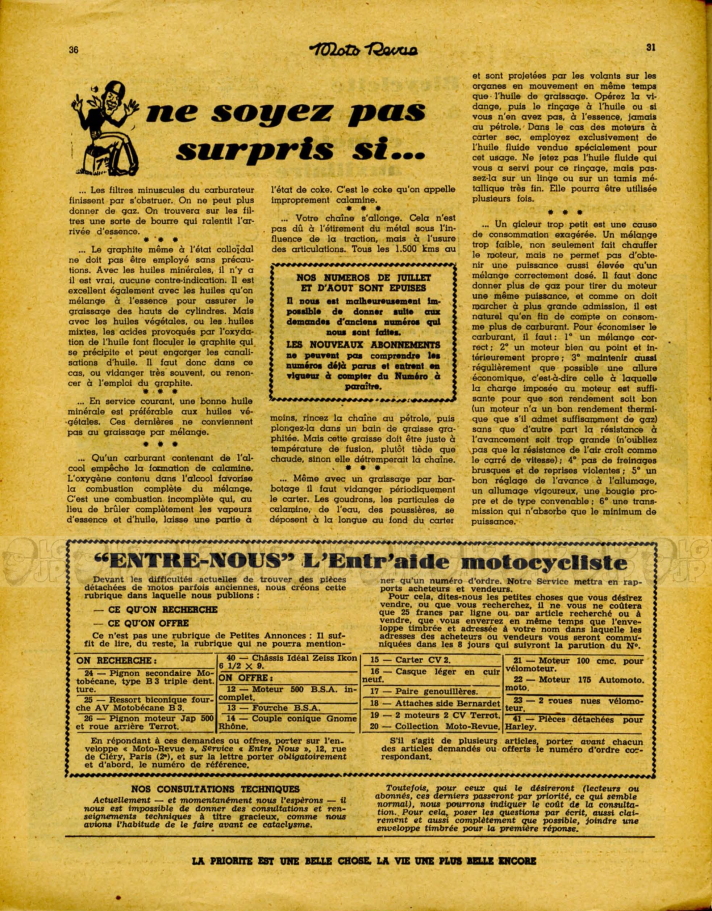 36
Moto Revue
31
ne soyez pas
surpris si...
... Les filtres minuscules du carburateur
finissent par s'obstruer. On ne peut plus
donner de gaz. On trouvera sur les fil-
tres une sorte de bourre qui ralentit l'ar-
rivée d'essence.
* * *
... Le graphite même à l'état colloïdal
ne doit pas être employé sans précau-
tions. Avec les huiles minérales, il n'y a
il est vrai, aucune contre-indication. Il est
excellent également avec les huiles qu'on
mélange à l'essence pour assurer le
graissage des hauts de cylindres. Mais
avec les huiles végétales, ou les huiles
mixtes, les acides provoqués par l'oxyda-
tion de l'huile font floculer le graphite qui
se précipite et peut engorger les canali-
sations d'huile. Il faut donc dans ce
cas, ou vidanger très souvent, ou renon-
cer à l'emploi du graphite.
* * *
... En service courant, une bonne huile
minérale est préférable aux huiles vé-
gétales. Ces dernières ne conviennent
pas au graissage par mélange.
* * *
... Qu'un carburant contenant de l'al-
cool empêche la formation de calamine.
L'oxygène contenu dans l'alcool favorise
la combustion complète du mélange.
C'est une combustion incomplète qui, au
lieu de brûler complètement les vapeurs
d'essence et d'huile, laisse une partie à
l'état de coke. C'est le coke qu'on appelle
improprement calamine.
* * *
... Votre chaîne s'allonge. Cela n'est
pas dû à l'étirement du métal sous l'in-
fluence de la traction, mais à l'usure
des articulations. Tous les 1.500 kms au
NOS NUMEROS DE JUILLET
ET D'AOUT SONT EPUISES
Il nous est malheureusement im-
possible de donner suite aux
demandes d'anciens numéros qui
nous sont faites.
LES NOUVEAUX ABONNEMENTS
ne peuvent pas comprendre les
numéros déjà parus et entrent en
vigueur à compter du Numéro à
paraître.
moins, rincez la chaîne au pétrole, puis
plongez-la dans un bain de graisse gra-
phitée. Mais cette graisse doit être juste à
température de fusion, plutôt tiède que
chaude, sinon elle détremperait la chaîne.
* * *
... Même avec un graissage par bar-
botage il faut vidanger périodiquement
le carter. Les goudrons, les particules de
calamine, de l'eau, des poussières, se
déposent à la longue au fond du carter
et sont projetées par les volants sur les
organes en mouvement en même temps
que l'huile de graissage. Opérez la vi-
dange, puis le rinçage à l'huile ou si
vous n'en avez pas, à l'essence, jamais
au pétrole. Dans le cas des moteurs à
carter sec, employez exclusivement de
l'huile fluide vendue spécialement pour
cet usage. Ne jetez pas l'huile fluide qui
vous a servi pour ce rinçage, mais pas-
sez-la sur un linge ou sur un tamis mé-
tallique très fin. Elle pourra être utilisée
plusieurs fois.
* * *
... Un gicleur trop petit est une cause
de consommation exagérée. Un mélange
trop faible, non seulement fait chauffer
le moteur, mais ne permet pas d'obte-
nir une puissance aussi élevée qu'un
mélange correctement dosé. Il faut donc
donner plus de gaz pour tirer du moteur
une même puissance, et comme on doit
marcher à plus grande admission, il est
naturel qu'en fin de compte on consom-
me plus de carburant. Pour économiser le
carburant, il faut : 1° un mélange cor-
rect ; 2° un moteur bien au point et in-
térieurement propre ; 3° maintenir aussi
régulièrement que possible une allure
économique, c'est-à-dire celle à laquelle
la charge imposée au moteur est suffi-
sante pour que son rendement soit bon
(un moteur n'a un bon rendement thermi-
que que s'il admet suffisamment de gaz)
sans que d'autre part la résistance à
l'avancement soit trop grande (n'oubliez
pas que la résistance de l'air croît comme
le carré de vitesse) ; 4° pas de freinages
brusques et de reprises violentes ; 5° un
bon réglage de l'avance à l'allumage,
un allumage vigoureux, une bougie pro-
pre et de type convenable ; 6° une trans-
mission qui n'absorbe que le minimum de
puissance.
"ENTRE-NOUS" L'Entr'aide motocycliste
Devant les difficultés actuelles de trouver des pièces
détachées de motos parfois anciennes, nous créons cette
rubrique dans laquelle nous publions :
— CE QU'ON RECHERCHE
— CE QU'ON OFFRE
Ce n'est pas une rubrique de Petites Annonces : Il suf-
fit de lire, du reste, la rubrique qui ne pourra mention-
ner qu'un numéro d'ordre. Notre Service mettra en rap-
ports acheteurs et vendeurs.
Pour cela, dites-nous les petites choses que vous désirez
vendre, ou que vous recherchez, il ne vous ne coûtera
que 25 francs par ligne ou par article recherché ou à
vendre, que vous enverrez en même temps que l'enve-
loppe timbrée et adressée à votre nom dans laquelle les
adresses des acheteurs ou vendeurs vous seront commu-
niquées dans les 8 jours qui suivront la parution du N°.
ON RECHERCHE :
24 — Pignon secondaire Mo-
tobécane, type B 3 triple dent.
ture.
25 — Ressort biconique four-
che AV Motobécane B 3.
26 — Pignon moteur Jap 500
et roue arrière Terrot.
40 — Châssis Idéal Zeiss Ikon
6 1/2 × 9.
ON OFFRE :
12 — Moteur 500 B.S.A. in-
complet.
13 — Fourche B.S.A.
14 — Couple conique Gnome
Rhône.
15 — Carter CV 2.
16 — Casque léger en cuir
neuf.
17 — Paire genouillères.
18 — Attaches side Bernardet
19 — 2 moteurs 2 CV Terrot.
20 — Collection Moto-Revue.
21 — Moteur 100 cmc. pour
vélomoteur.
22 — Moteur 175 Automoto.
moto.
23 — 2 roues nues vélomo-
teur.
41 — Pièces détachées pour
Harley.
En répondant à ces demandes ou offres, porter sur l'en-
veloppe « Moto-Revue », Service « Entre Nous », 12, rue
de Cléry, Paris (2e), et sur la lettre porter obligatoirement
et d'abord, le numéro de référence.
S'il s'agit de plusieurs articles, porter avant chacun
des articles demandés ou offerts le numéro d'ordre cor-
respondant.
NOS CONSULTATIONS TECHNIQUES
Actuellement — et momentanément nous l'espérons — il
nous est impossible de donner des consultations et ren-
seignements techniques à titre gracieux, comme nous
avions l'habitude de le faire avant ce cataclysme.
Toutefois, pour ceux qui le désireront (lecteurs ou
abonnés, ces derniers passeront par priorité, ce qui semble
normal), nous pourrons indiquer le coût de la consulta-
tion. Pour cela, poser les questions par écrit, aussi clai-
rement et aussi complètement que possible, joindre une
enveloppe timbrée pour la première réponse.
LA PRIORITE EST UNE BELLE CHOSE, LA VIE UNE PLUS BELLE ENCORE